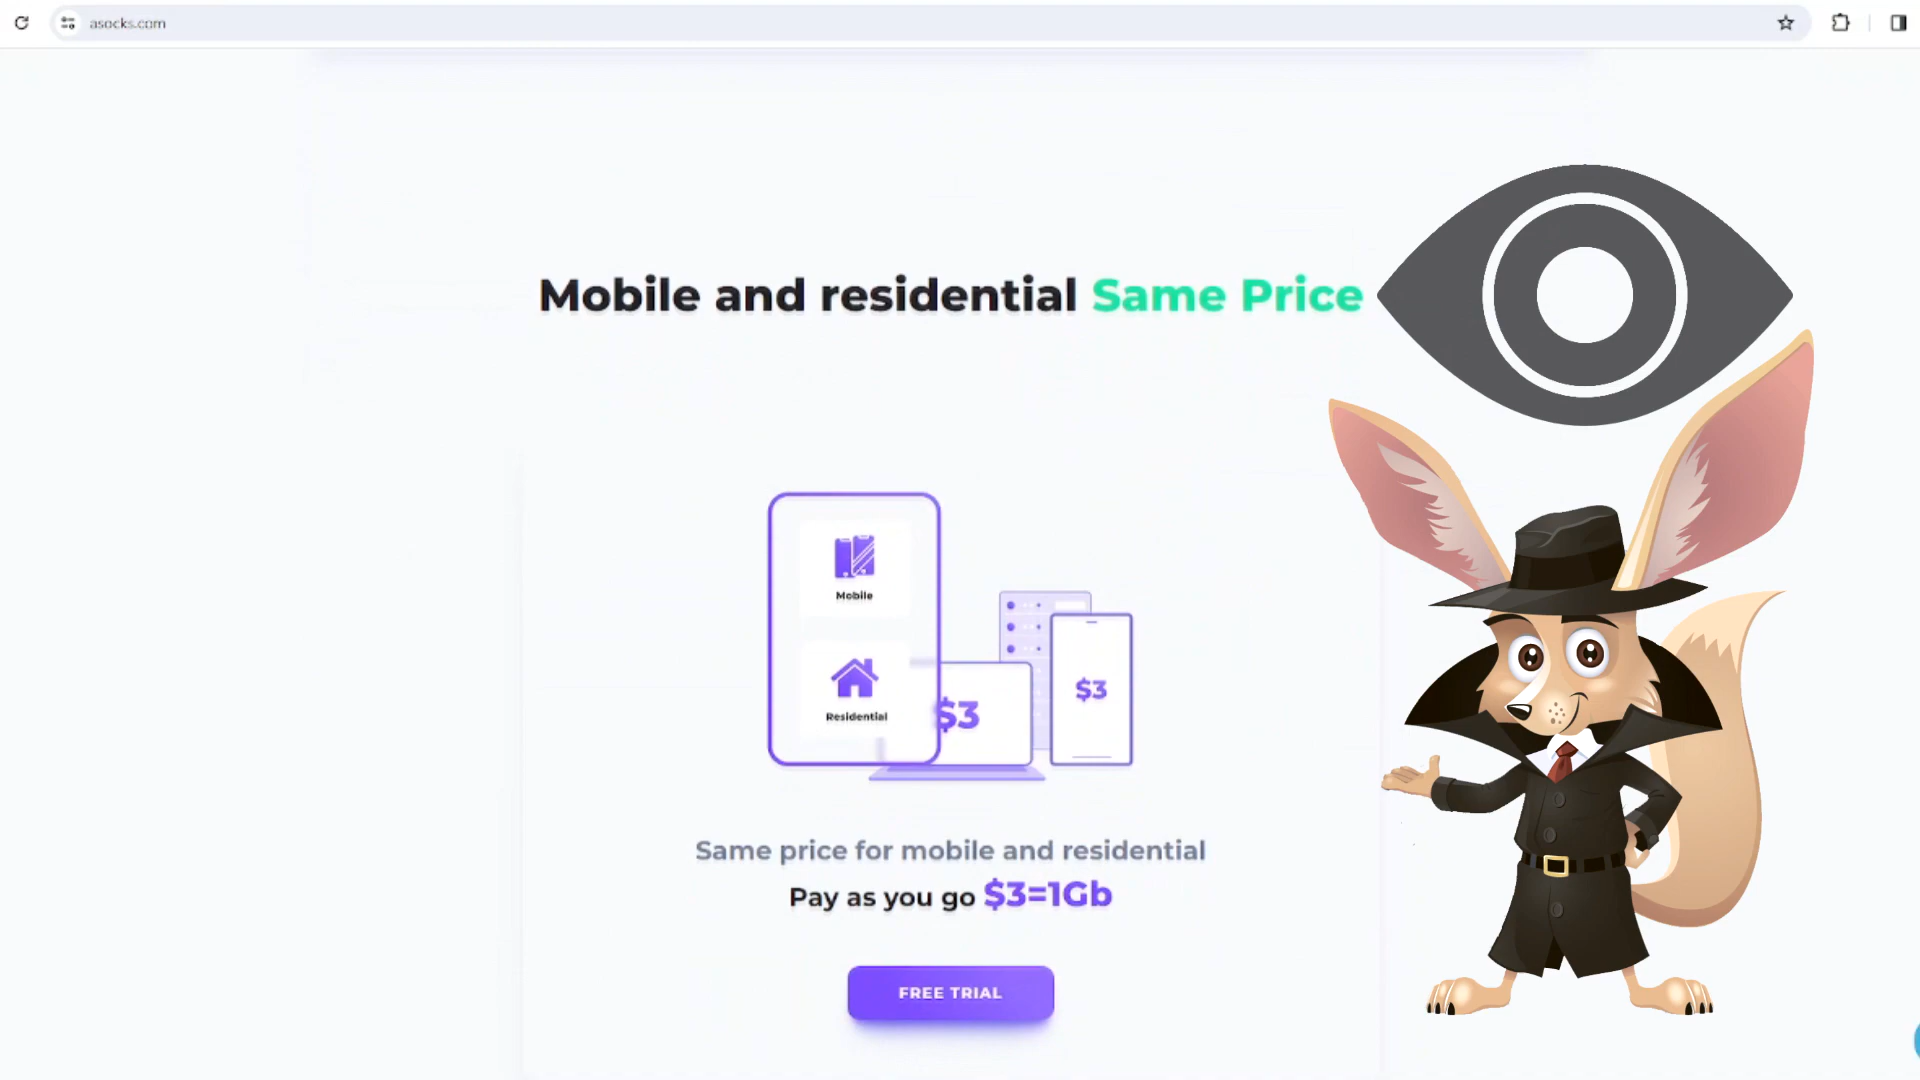 asocks.com
Mobile and residential Same Price
Mobile
Residential
$3
$3
Same price for mobile and residential
Pay as you go $3=1Gb
FREE TRIAL